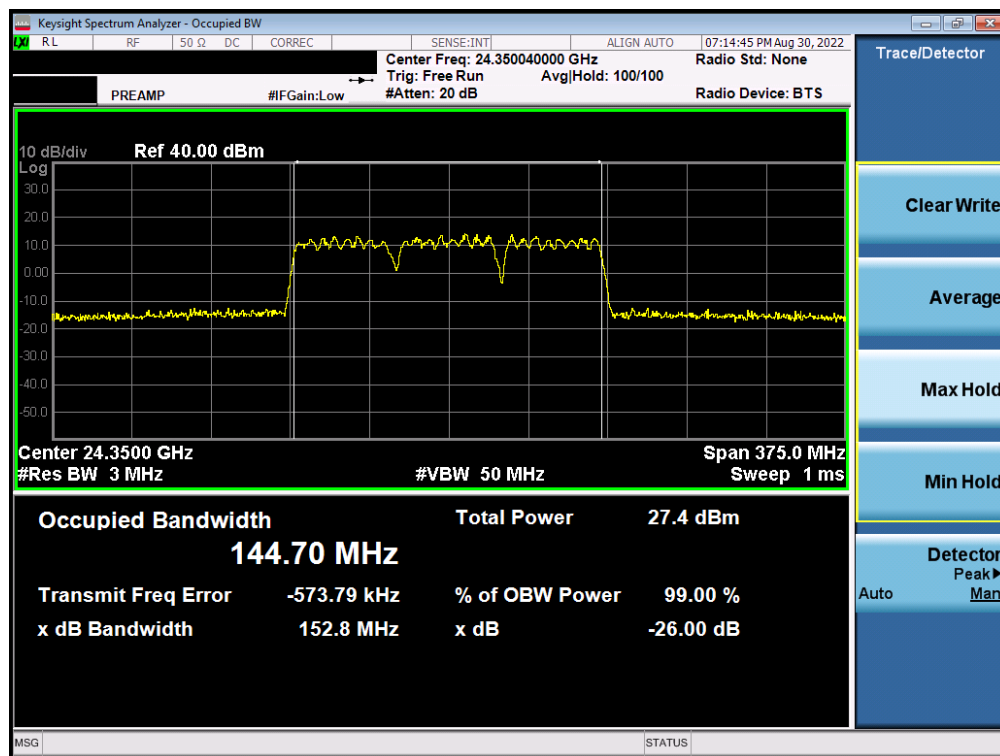 Keysight Spectrum Analyzer - Occupied BW
LXI RL RF 50 Ω DC CORREC SENSE:INT ALIGN AUTO 07:14:45 PM Aug 30, 2022
Center Freq: 24.350040000 GHz Radio Std: None
Trig: Free Run Avg|Hold: 100/100
PREAMP #IFGain:Low #Atten: 20 dB Radio Device: BTS
10 dB/div Ref 40.00 dBm
Log
30.0
20.0
10.0
0.00
-10.0
-20.0
-30.0
-40.0
-50.0
Center 24.3500 GHz Span 375.0 MHz
#Res BW 3 MHz #VBW 50 MHz Sweep 1 ms
Occupied Bandwidth Total Power 27.4 dBm
144.70 MHz
Transmit Freq Error -573.79 kHz % of OBW Power 99.00 %
x dB Bandwidth 152.8 MHz x dB -26.00 dB
MSG STATUS
Trace/Detector
Clear Write
Average
Max Hold
Min Hold
Detector
Peak▶
Auto Man